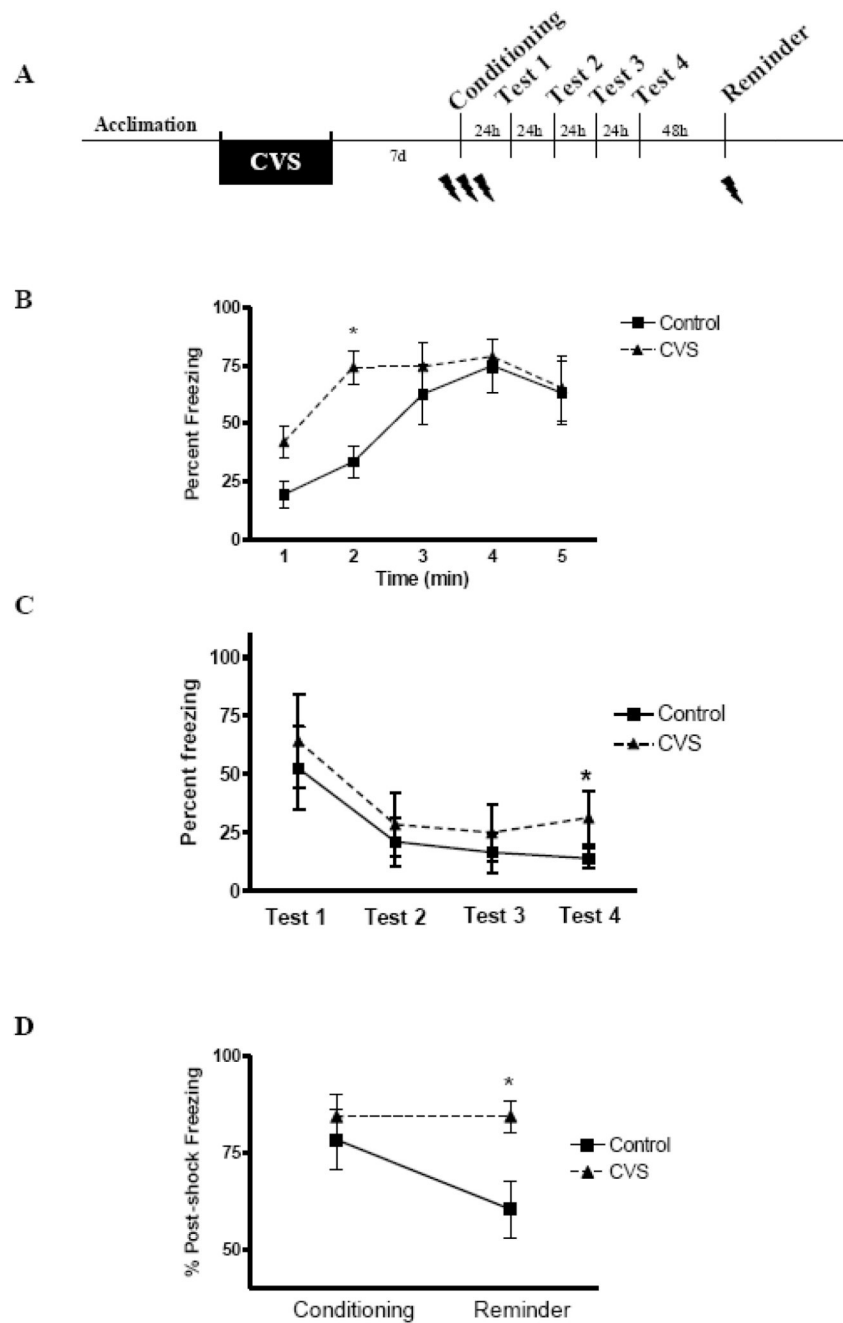 A
Conditioning
Test 1
Test 2
Test 3
Test 4
Reminder
Acclimation
24h
24h
24h
24h
48h
CVS
7d
B
100
75
50
25
0
Percent Freezing
*
1
2
3
4
5
Time (min)
Control
CVS
C
100
75
50
25
0
Percent freezing
*
Test 1
Test 2
Test 3
Test 4
Control
CVS
D
100
75
50
% Post-shock Freezing
*
Conditioning
Reminder
Control
CVS